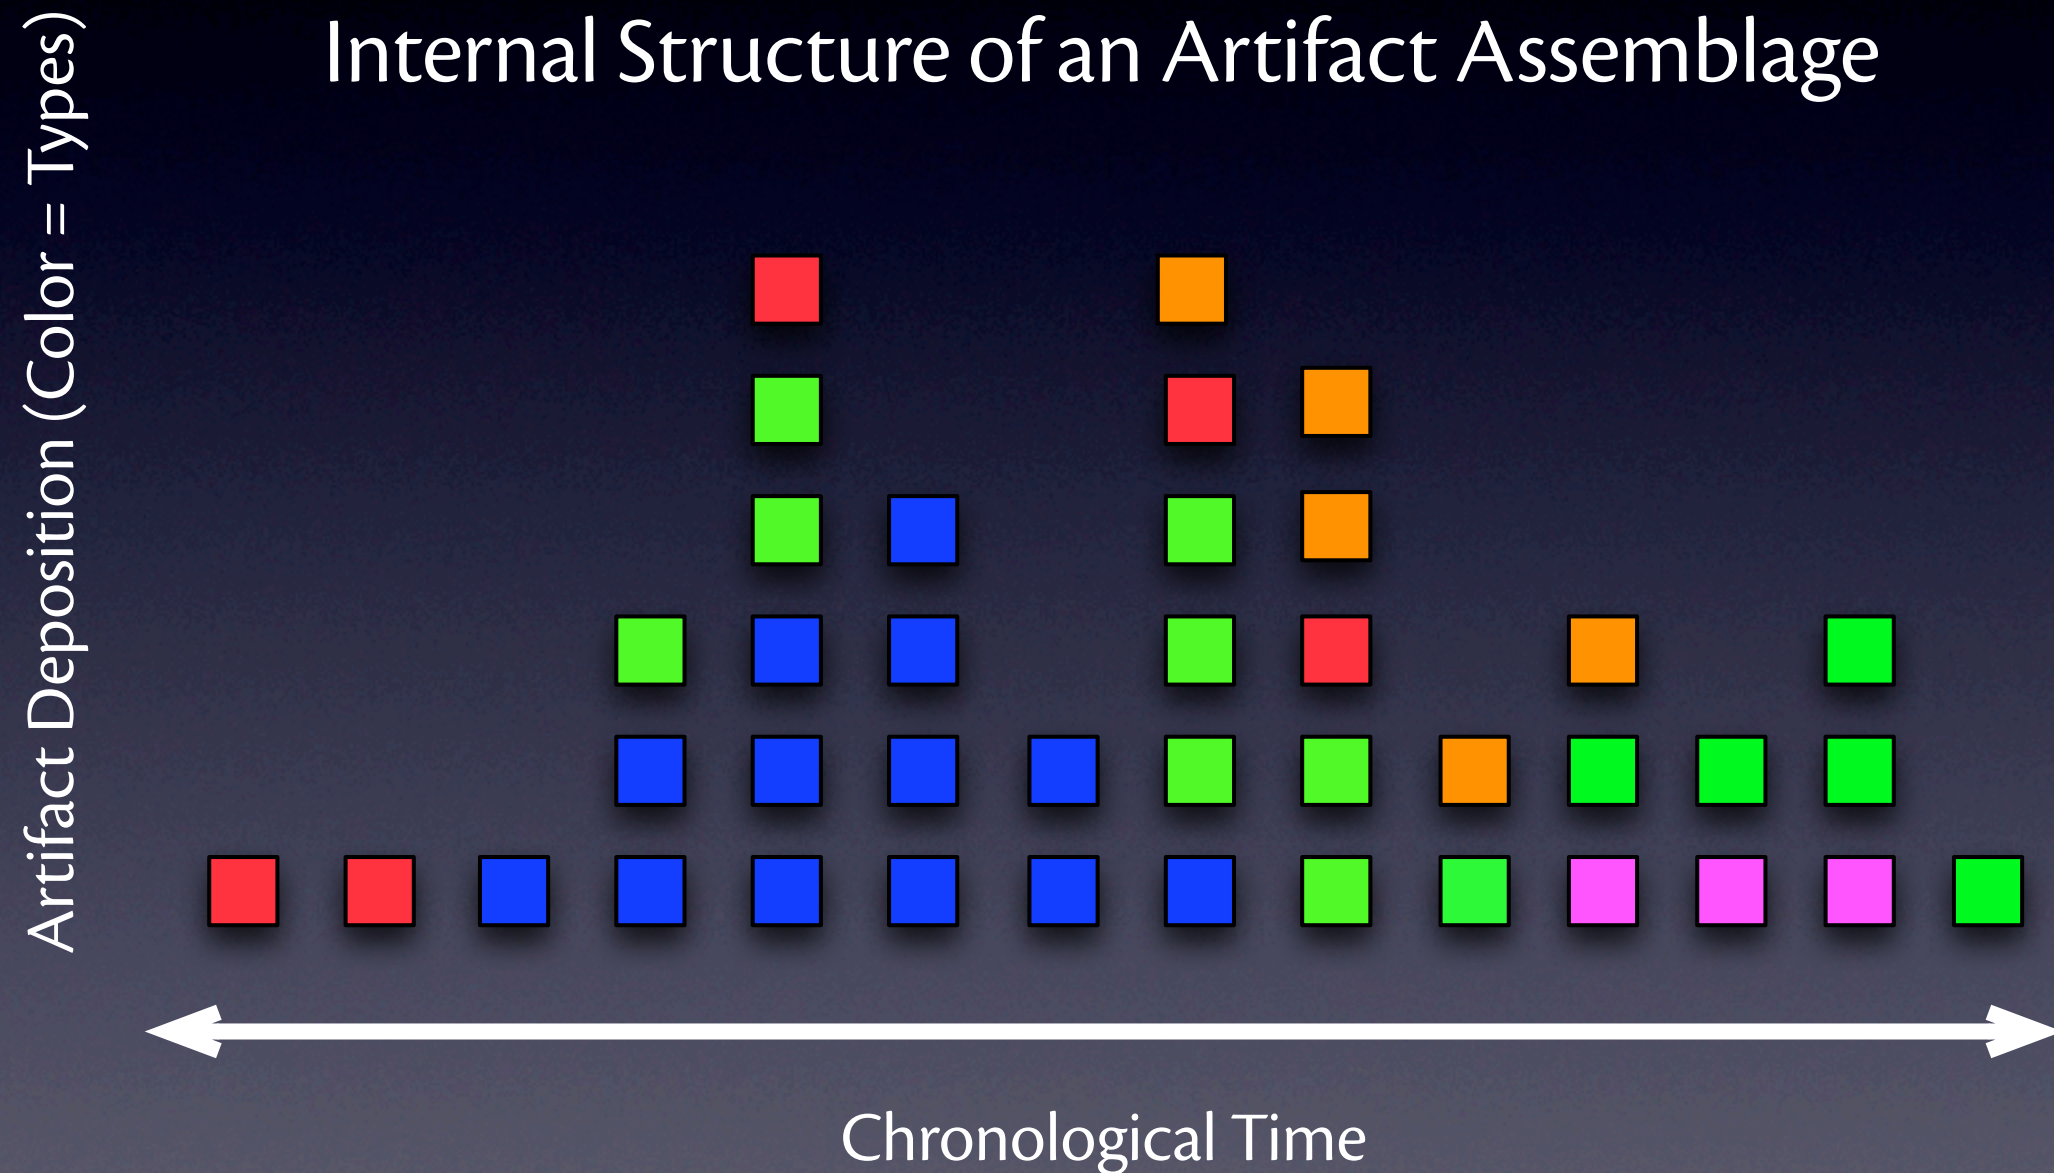 Internal Structure of an Artifact Assemblage
Artifact Deposition (Color = Types)
Chronological Time